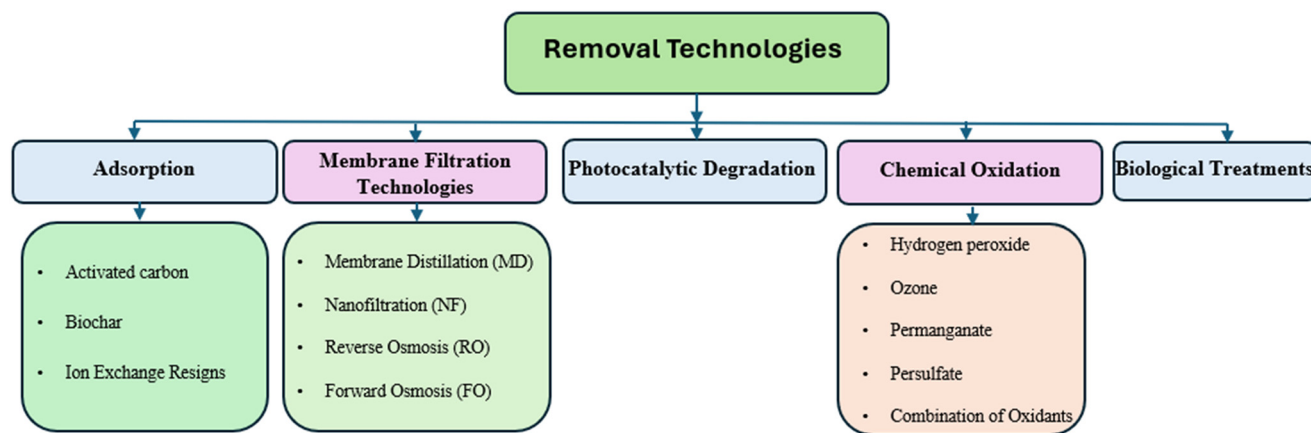 Removal Technologies
Adsorption
Membrane Filtration
Technologies
Photocatalytic Degradation
Chemical Oxidation
Biological Treatments
• Activated carbon
• Biochar
• Ion Exchange Resigns
• Membrane Distillation (MD)
• Nanofiltration (NF)
• Reverse Osmosis (RO)
• Forward Osmosis (FO)
• Hydrogen peroxide
• Ozone
• Permanganate
• Persulfate
• Combination of Oxidants